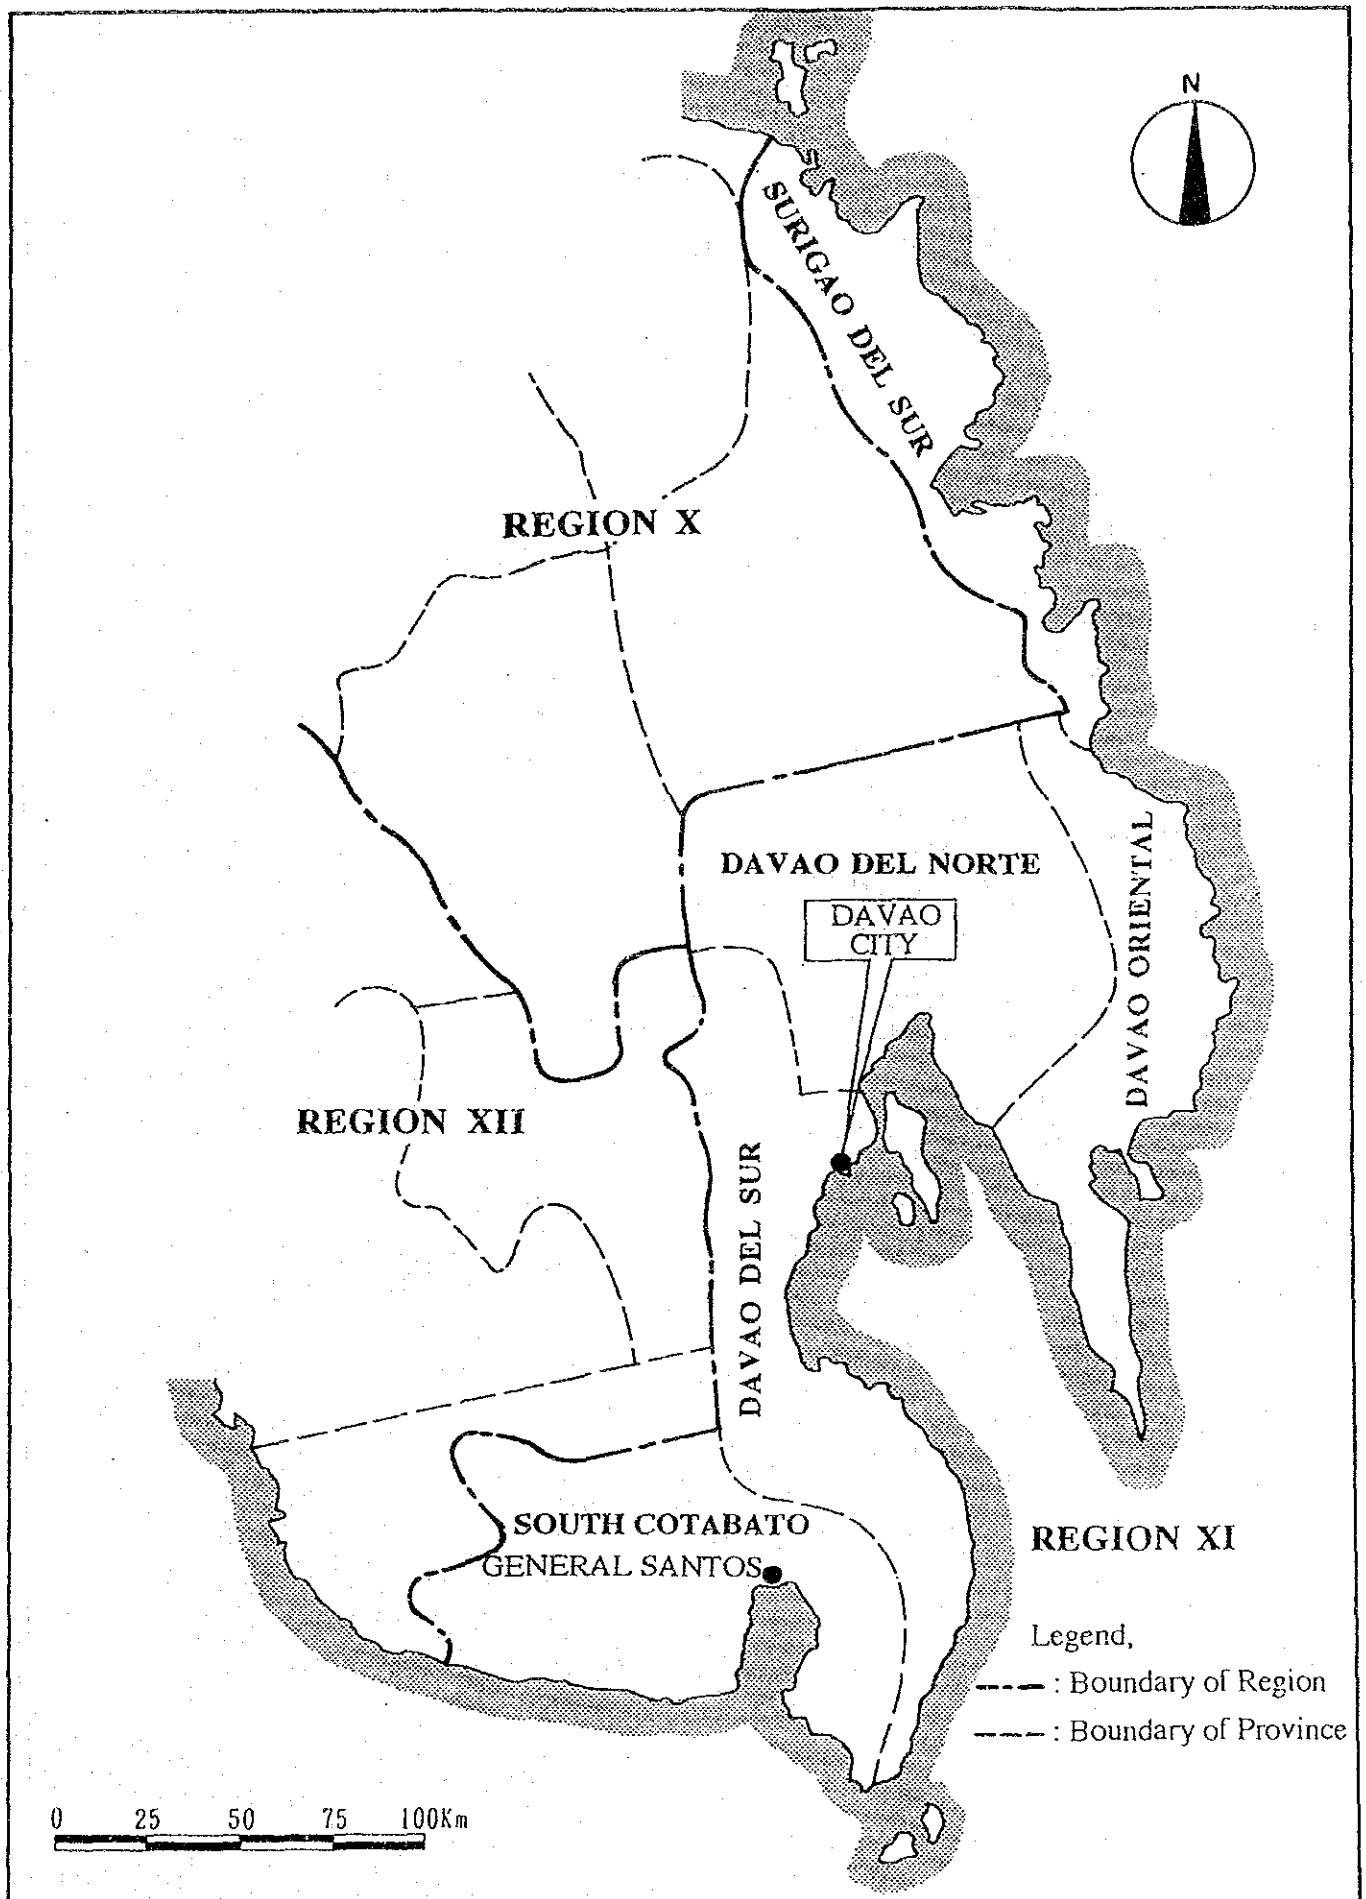 N
SURIGAO DEL SUR
REGION X
DAVAO DEL NORTE
DAVAO
CITY
DAVAO ORIENTAL
REGION XII
DAVAO DEL SUR
SOUTH COTABATO
GENERAL SANTOS
REGION XI
Legend,
: Boundary of Region
: Boundary of Province
0 25 50 75 100Km